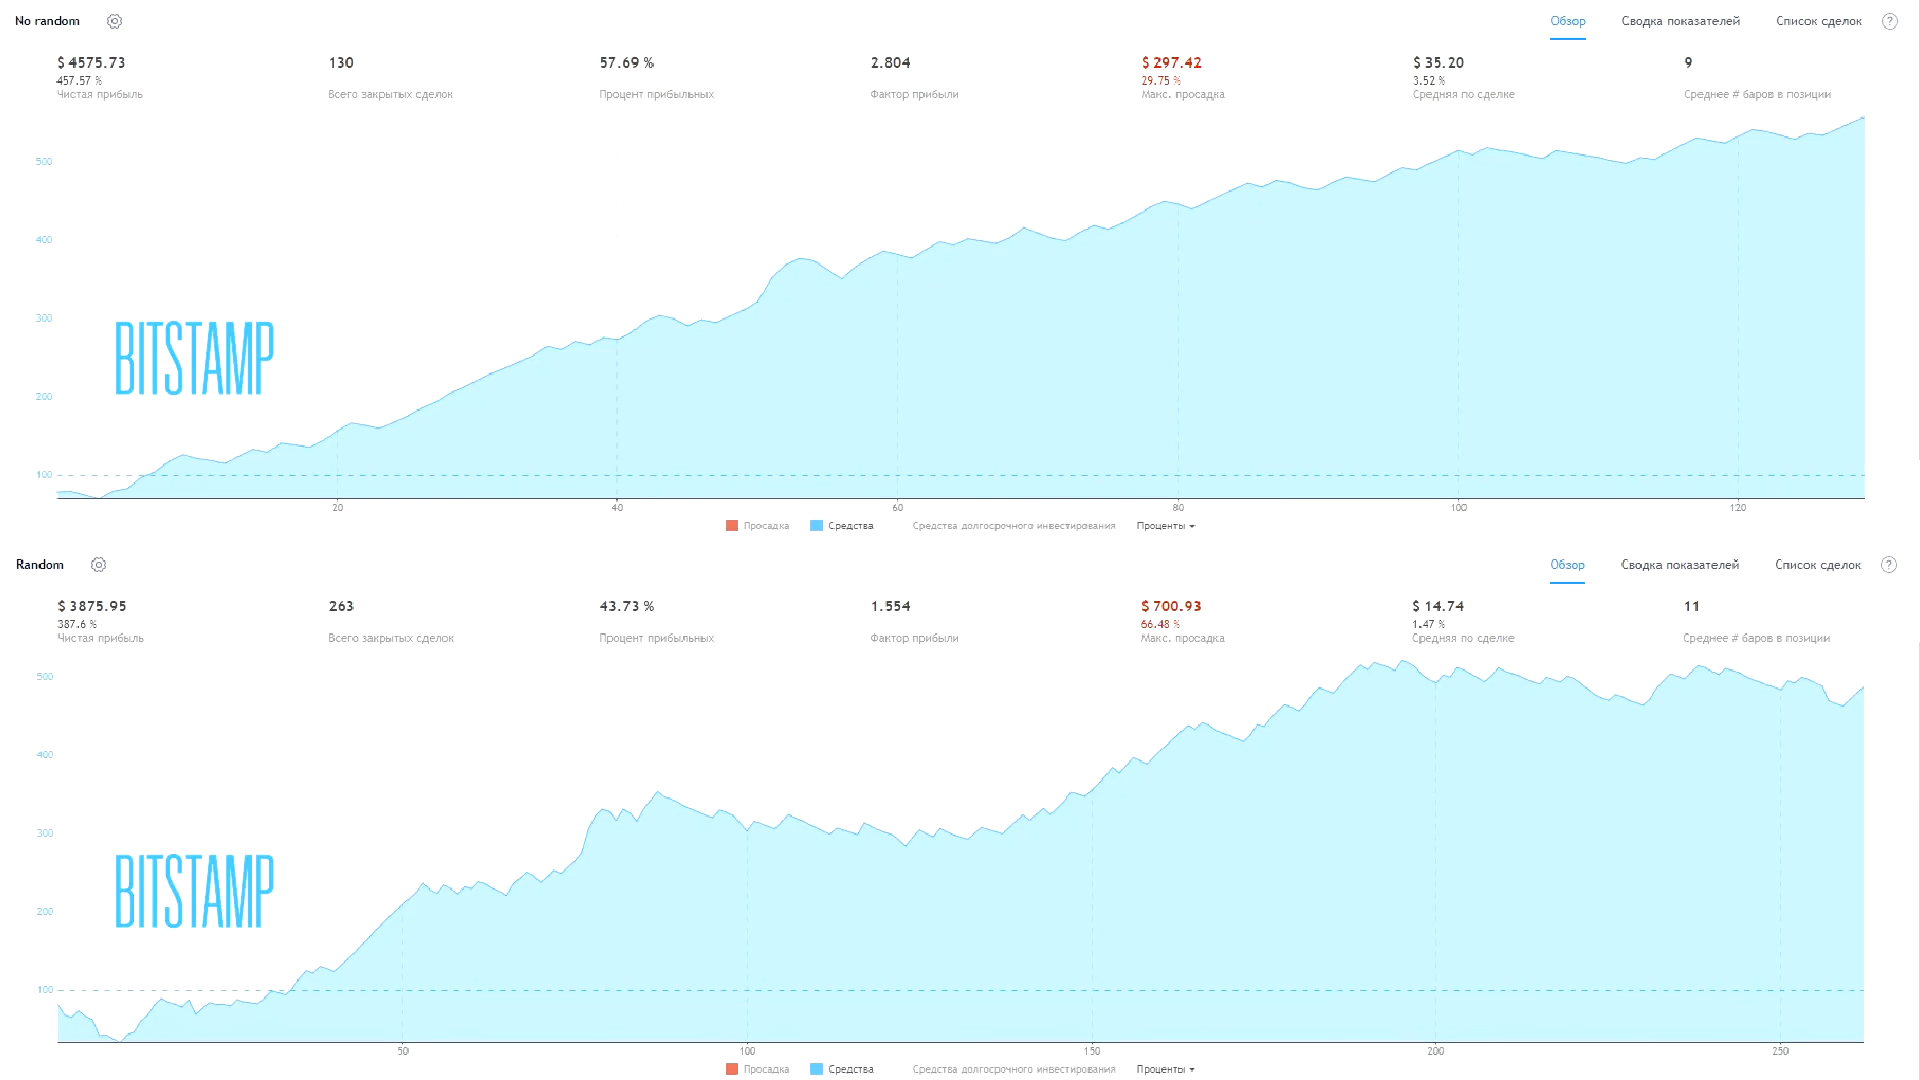 No random
Обзор Сводка показателей Список сделок ?
$ 4575.73 130 57.69 % 2.804 $ 297.42 $ 35.20 9
457.57 % 29.75 % 3.52 %
Чистая прибыль Всего закрытых сделок Процент прибыльных Фактор прибыли Макс. просадка Средняя по сделке Среднее # баров в позиции
500
400
300
BITSTAMP
200
100
20 40 60 80 100 120
Просадка Средства Средства долгосрочного инвестирования Проценты
Random
Обзор Сводка показателей Список сделок ?
$ 3875.95 263 43.73 % 1.554 $ 700.93 $ 14.74 11
387.6 % 66.48 % 1.47 %
Чистая прибыль Всего закрытых сделок Процент прибыльных Фактор прибыли Макс. просадка Средняя по сделке Среднее # баров в позиции
500
400
300
BITSTAMP
200
100
50 100 150 200 250
Просадка Средства Средства долгосрочного инвестирования Проценты